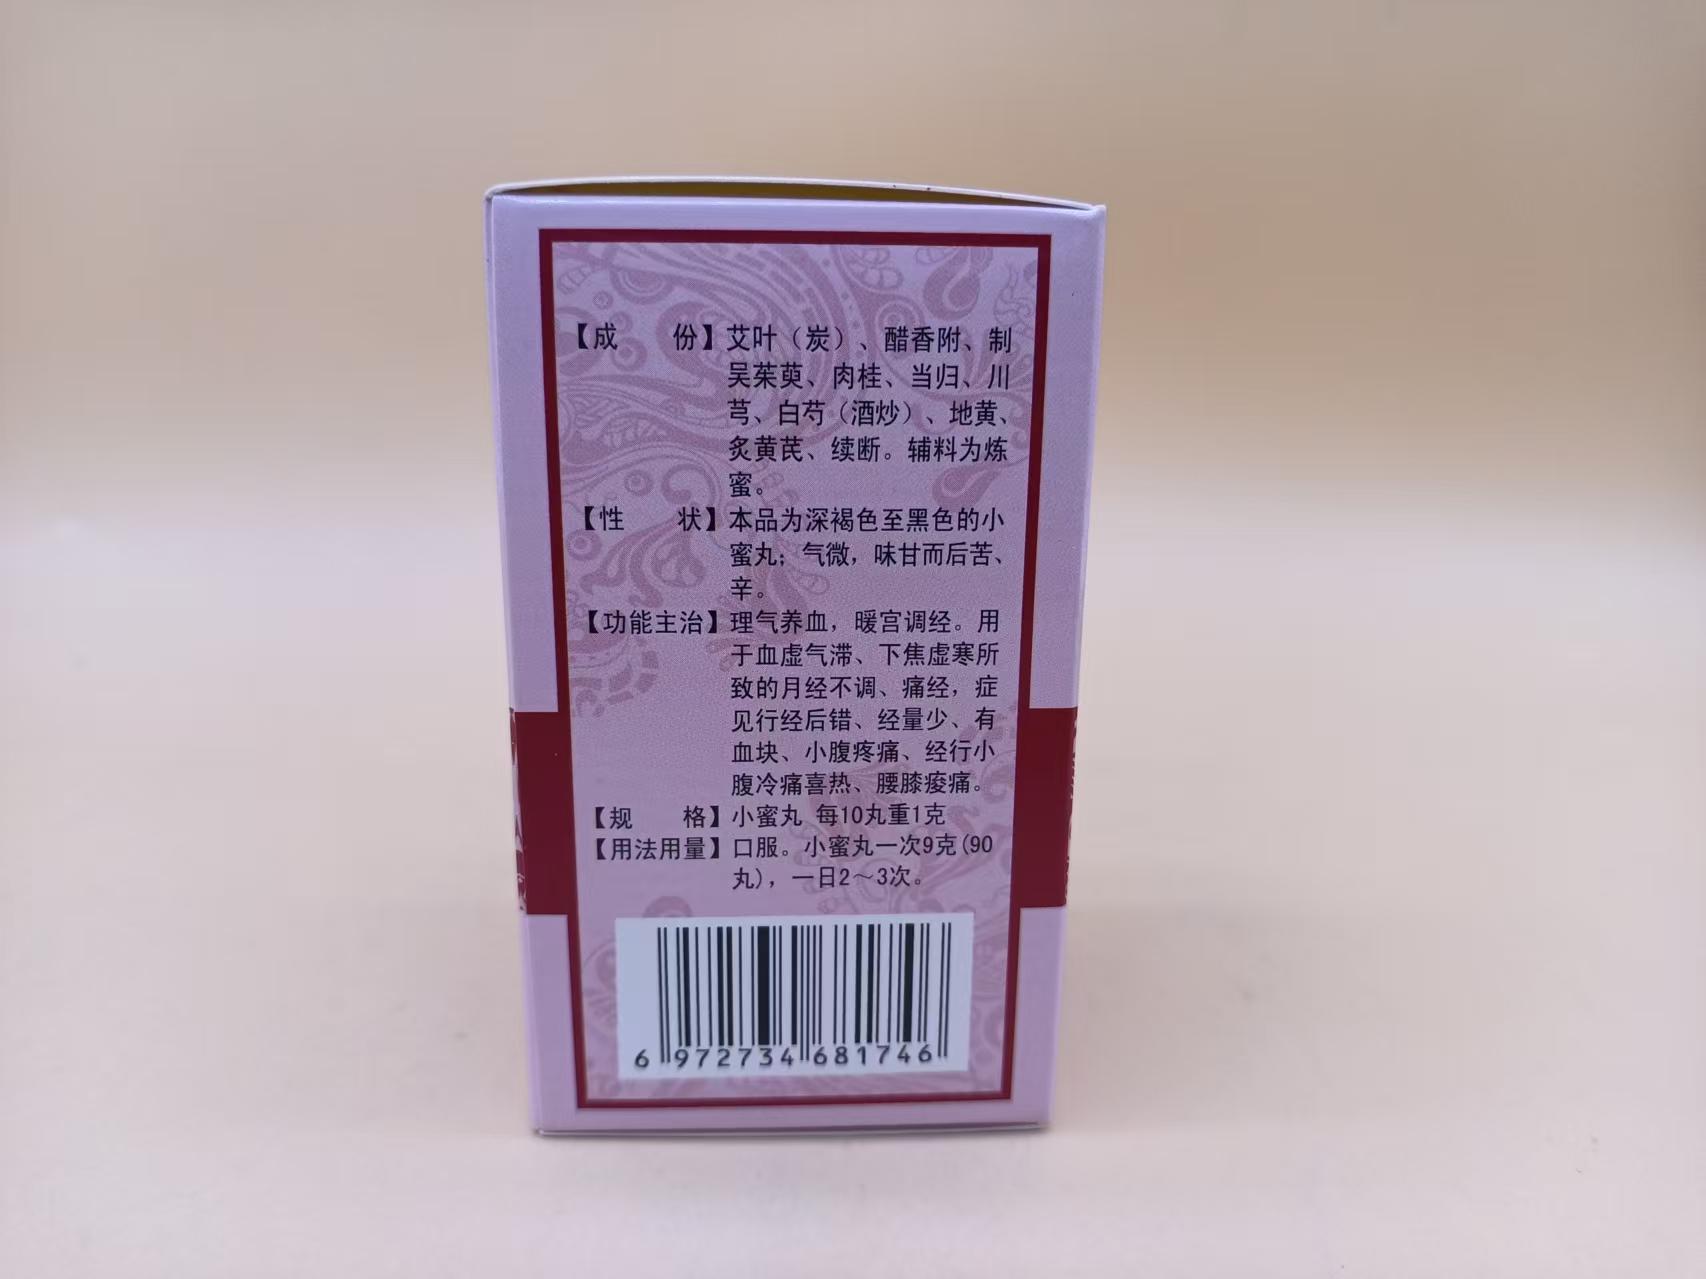 【成 份】艾叶（炭）、醋香附、制
吴茱萸、肉桂、当归、川
芎、白芍（酒炒）、地黄、
炙黄芪、续断。辅料为炼
蜜。
【性 状】本品为深褐色至黑色的小
蜜丸；气微，味甘而后苦、
辛。
【功能主治】理气养血，暖宫调经。用
于血虚气滞、下焦虚寒所
致的月经不调、痛经，症
见行经后错、经量少、有
血块、小腹疼痛、经行小
腹冷痛喜热、腰膝痠痛。
【规 格】小蜜丸 每10丸重1克
【用法用量】口服。小蜜丸一次9克(90
丸)，一日2～3次。
6 972734 681746